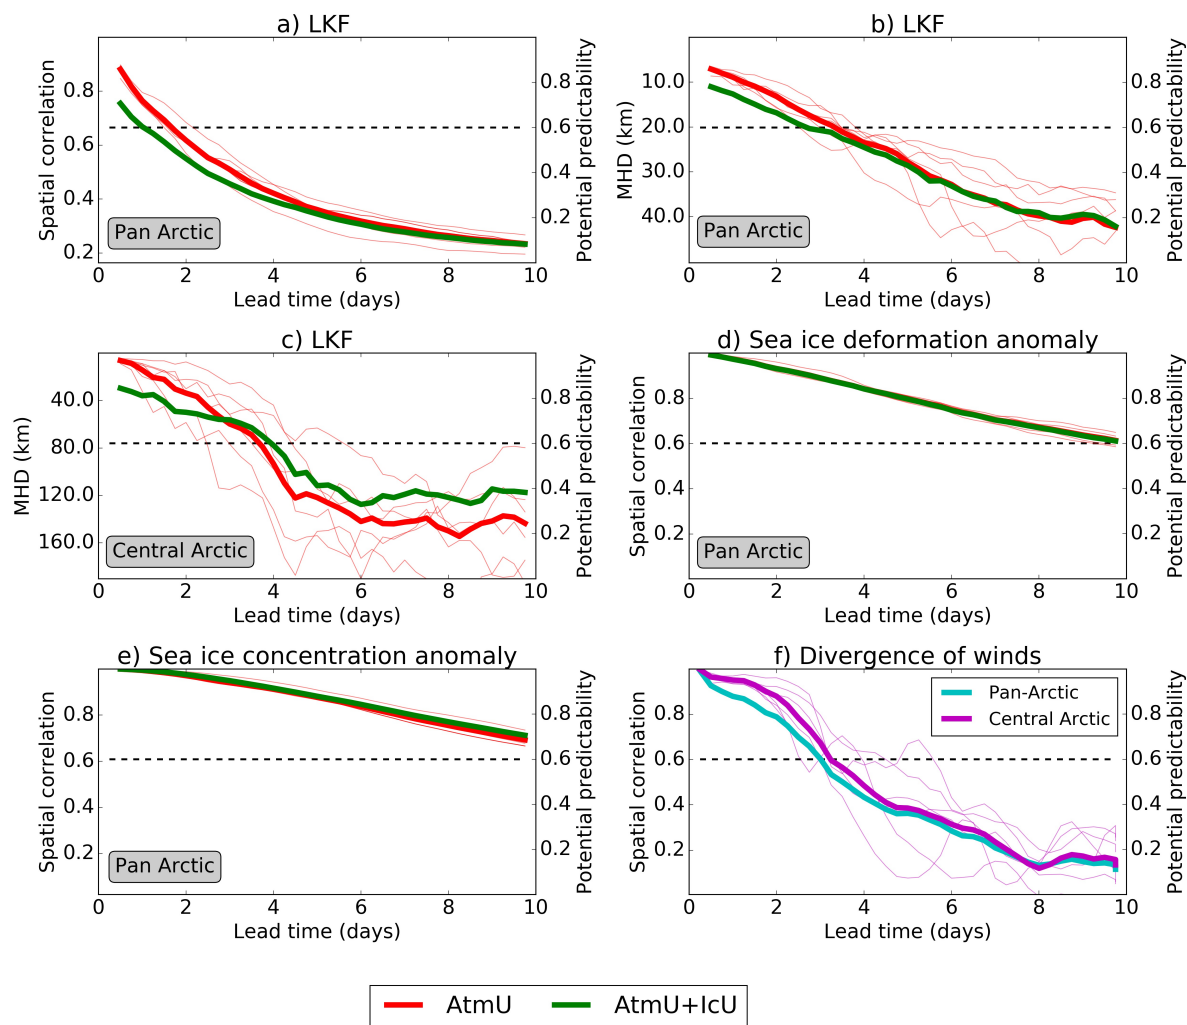 a) LKF
Spatial correlation
0.8
0.6
0.4
0.2
0.8
0.6
0.4
0.2
Potential predictability
Pan Arctic
0 2 4 6 8 10
Lead time (days)
b) LKF
MHD (km)
10.0
20.0
30.0
40.0
0.8
0.6
0.4
0.2
Potential predictability
Pan Arctic
0 2 4 6 8 10
Lead time (days)
c) LKF
MHD (km)
40.0
80.0
120.0
160.0
0.8
0.6
0.4
0.2
Potential predictability
Central Arctic
0 2 4 6 8 10
Lead time (days)
d) Sea ice deformation anomaly
Spatial correlation
0.8
0.6
0.4
0.2
0.8
0.6
0.4
0.2
Potential predictability
Pan Arctic
0 2 4 6 8 10
Lead time (days)
e) Sea ice concentration anomaly
Spatial correlation
0.8
0.6
0.4
0.2
0.8
0.6
0.4
0.2
Potential predictability
Pan Arctic
0 2 4 6 8 10
Lead time (days)
f) Divergence of winds
Spatial correlation
0.8
0.6
0.4
0.2
0.8
0.6
0.4
0.2
Potential predictability
Pan-Arctic
Central Arctic
0 2 4 6 8 10
Lead time (days)
AtmU AtmU+IcU